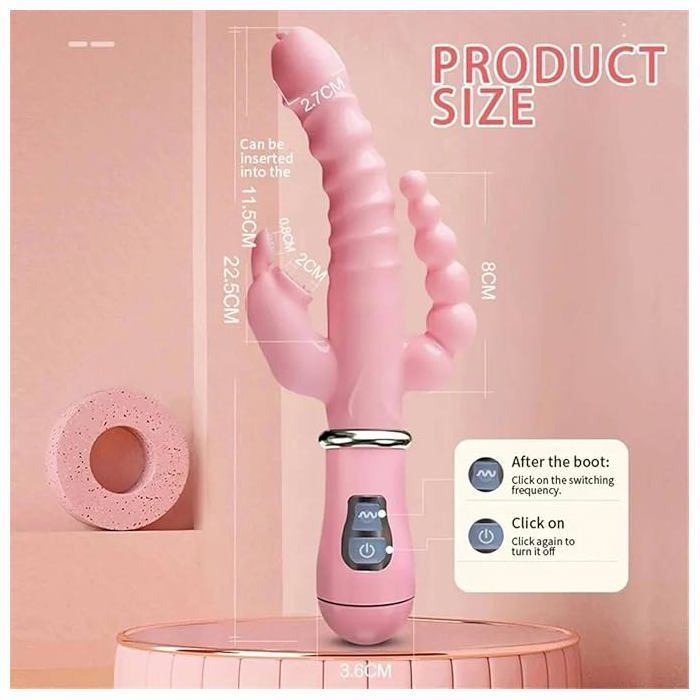 PRODUCT
SIZE
2.7CM
Can be
inserted
into the
11.5CM
0.8CM
2CM
22.5CM
8CM
After the boot:
Click on the switching
frequency.
Click on
Click again to
turn it off
3.6CM